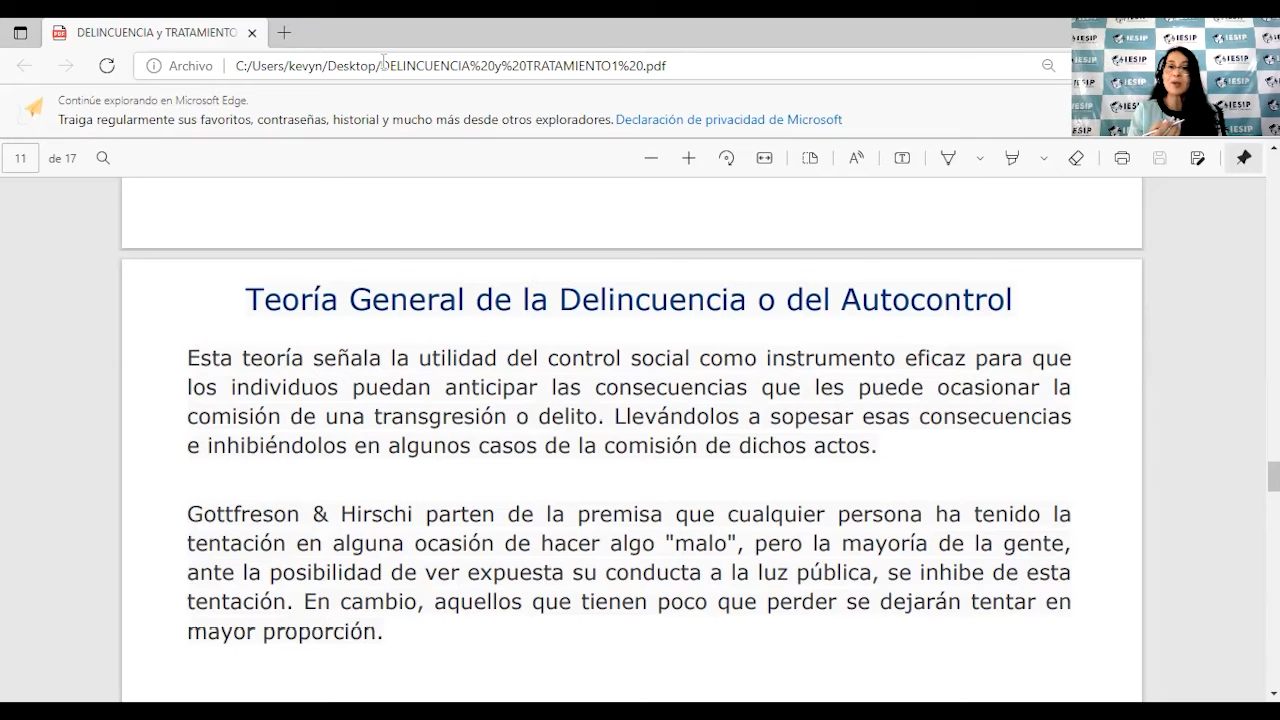 DELINCUENCIA y TRATAMIENTO
Archivo C:/Users/kevyn/Desktop/DELINCUENCIA%20y%20TRATAMIENTO1%20.pdf
Continúe explorando en Microsoft Edge.
Traiga regularmente sus favoritos, contraseñas, historial y mucho más desde otros exploradores. Declaración de privacidad de Microsoft
IESIP
11 de 17
Teoría General de la Delincuencia o del Autocontrol
Esta teoría señala la utilidad del control social como instrumento eficaz para que
los individuos puedan anticipar las consecuencias que les puede ocasionar la
comisión de una transgresión o delito. Llevándolos a sopesar esas consecuencias
e inhibiéndolos en algunos casos de la comisión de dichos actos.
Gottfreson & Hirschi parten de la premisa que cualquier persona ha tenido la
tentación en alguna ocasión de hacer algo "malo", pero la mayoría de la gente,
ante la posibilidad de ver expuesta su conducta a la luz pública, se inhibe de esta
tentación. En cambio, aquellos que tienen poco que perder se dejarán tentar en
mayor proporción.